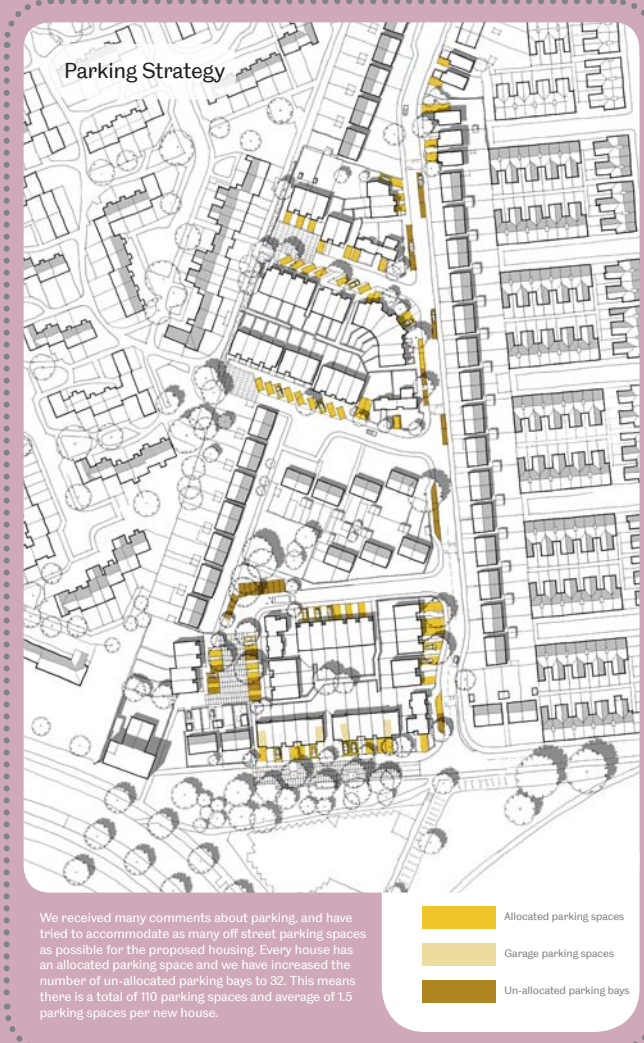 Parking Strategy
We received many comments about parking, and have
tried to accommodate as many off street parking spaces
as possible for the proposed housing. Every house has
an allocated parking space and we have increased the
number of un-allocated parking bays to 32. This means
there is a total of 110 parking spaces and average of 1.5
parking spaces per new house.
Allocated parking spaces
Garage parking spaces
Un-allocated parking bays